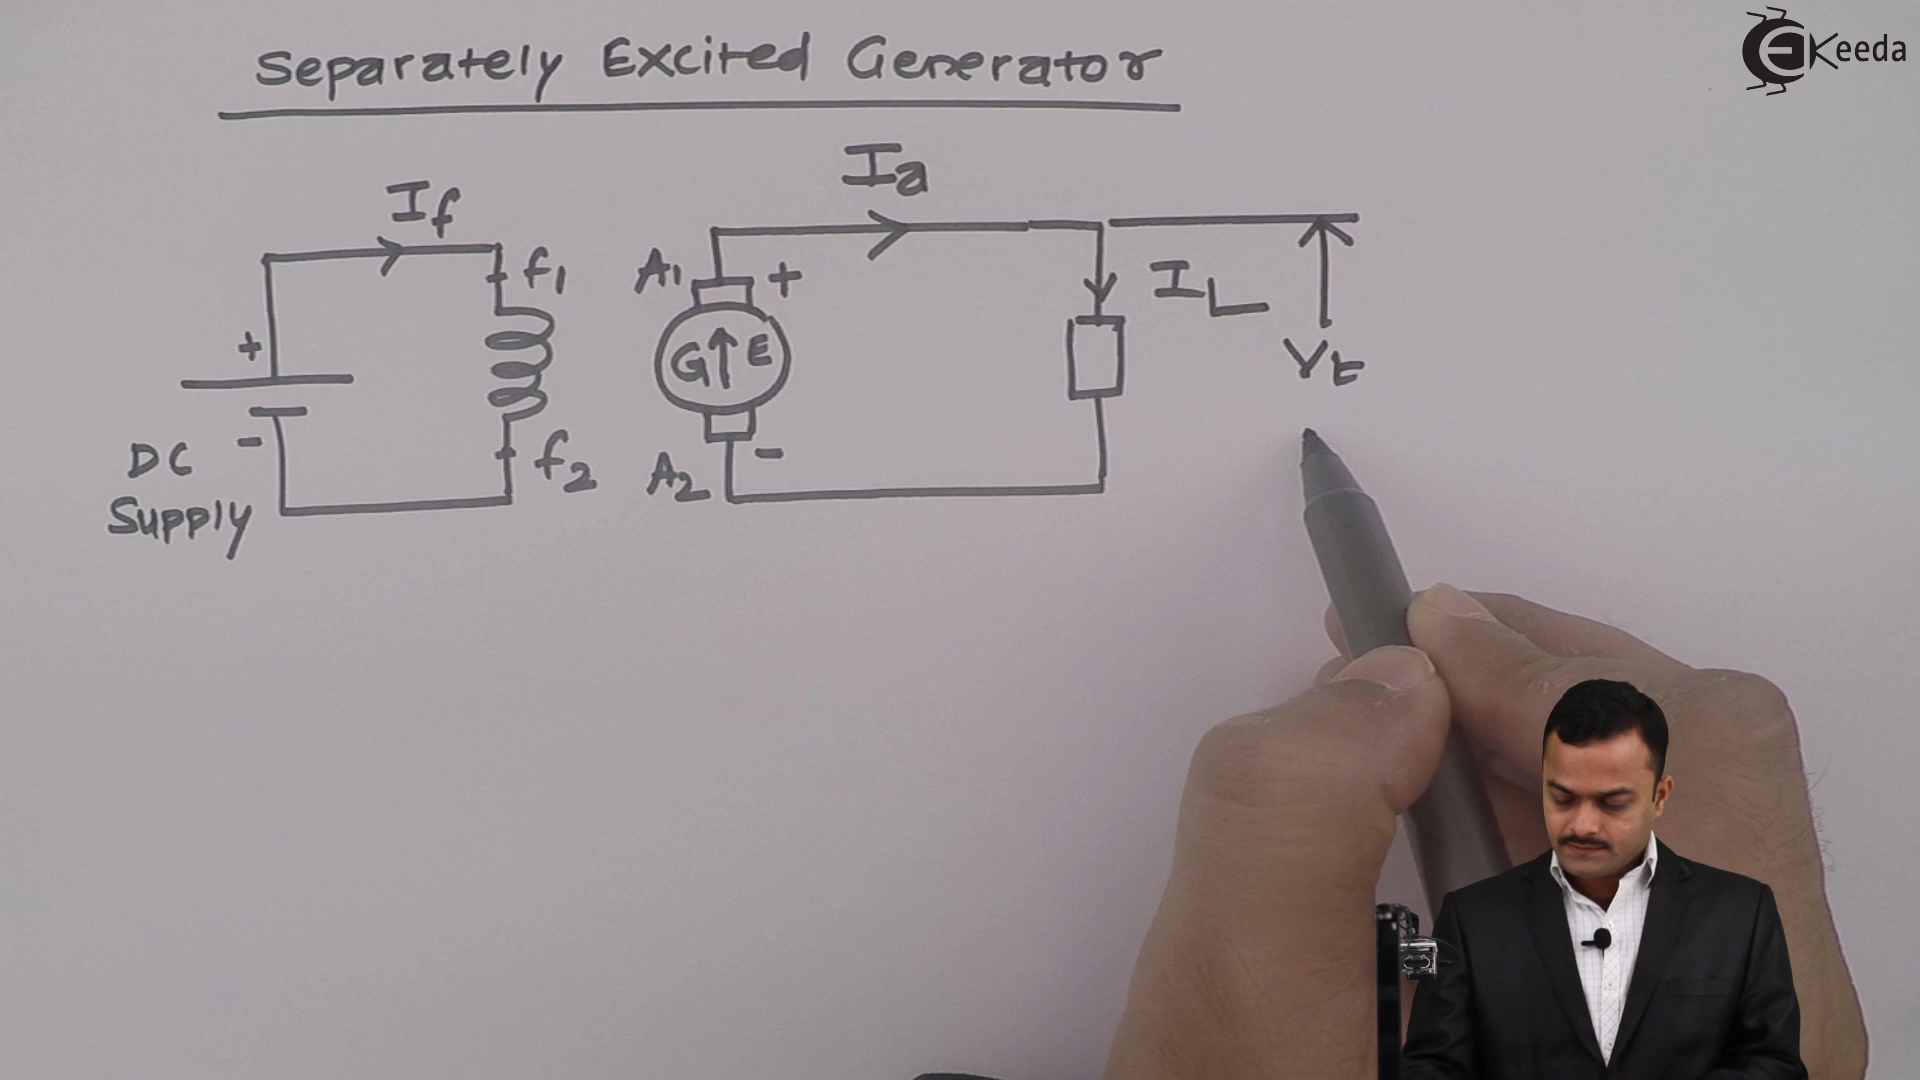 Separately Excited Generator
EKeeda
Ia
If
f1
A1
+
IL
+
G
E
Vt
-
DC
Supply
f2
A2
-